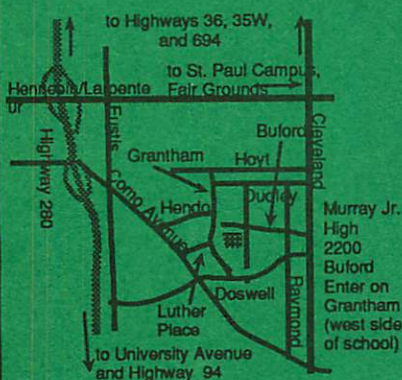 to Highways 36, 35W,
and 694
to St. Paul Campus,
Fair Grounds
Hennepin/Larpente
ur
Eustis
Cleveland
Buford
Grantham
Hoyt
Highway 280
Como Avenue
Dudley
Hendo
Murray Jr.
High
2200
Buford
Enter on
Grantham
(west side
of school)
Luther
Place
Doswell
Raymond
to University Avenue
and Highway 94